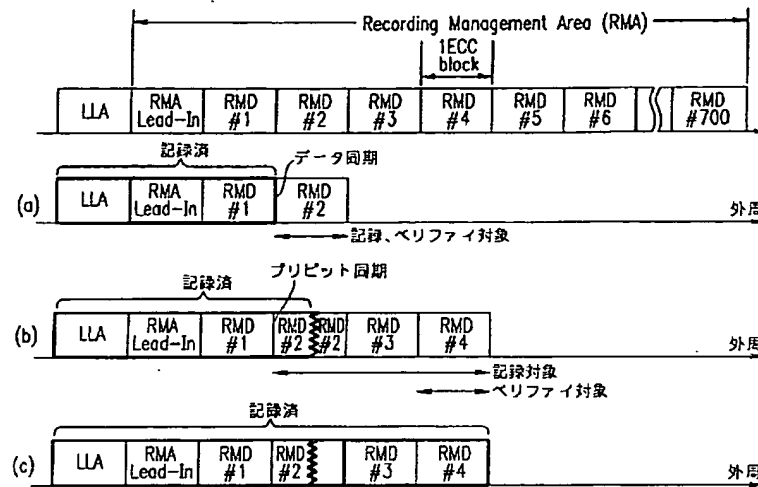 Recording Management Area (RMA)
1ECC
block
LLA
RMA
Lead-In
RMD
#1
RMD
#2
RMD
#3
RMD
#4
RMD
#5
RMD
#6
RMD
#700
記録済
データ同期
(a)
LLA
RMA
Lead-In
RMD
#1
RMD
#2
外周
記録、ベリファイ対象
記録済
プリピット同期
(b)
LLA
RMA
Lead-In
RMD
#1
RMD
#2
RMD
#2
RMD
#3
RMD
#4
外周
記録対象
ベリファイ対象
記録済
(c)
LLA
RMA
Lead-In
RMD
#1
RMD
#2
RMD
#3
RMD
#4
外周